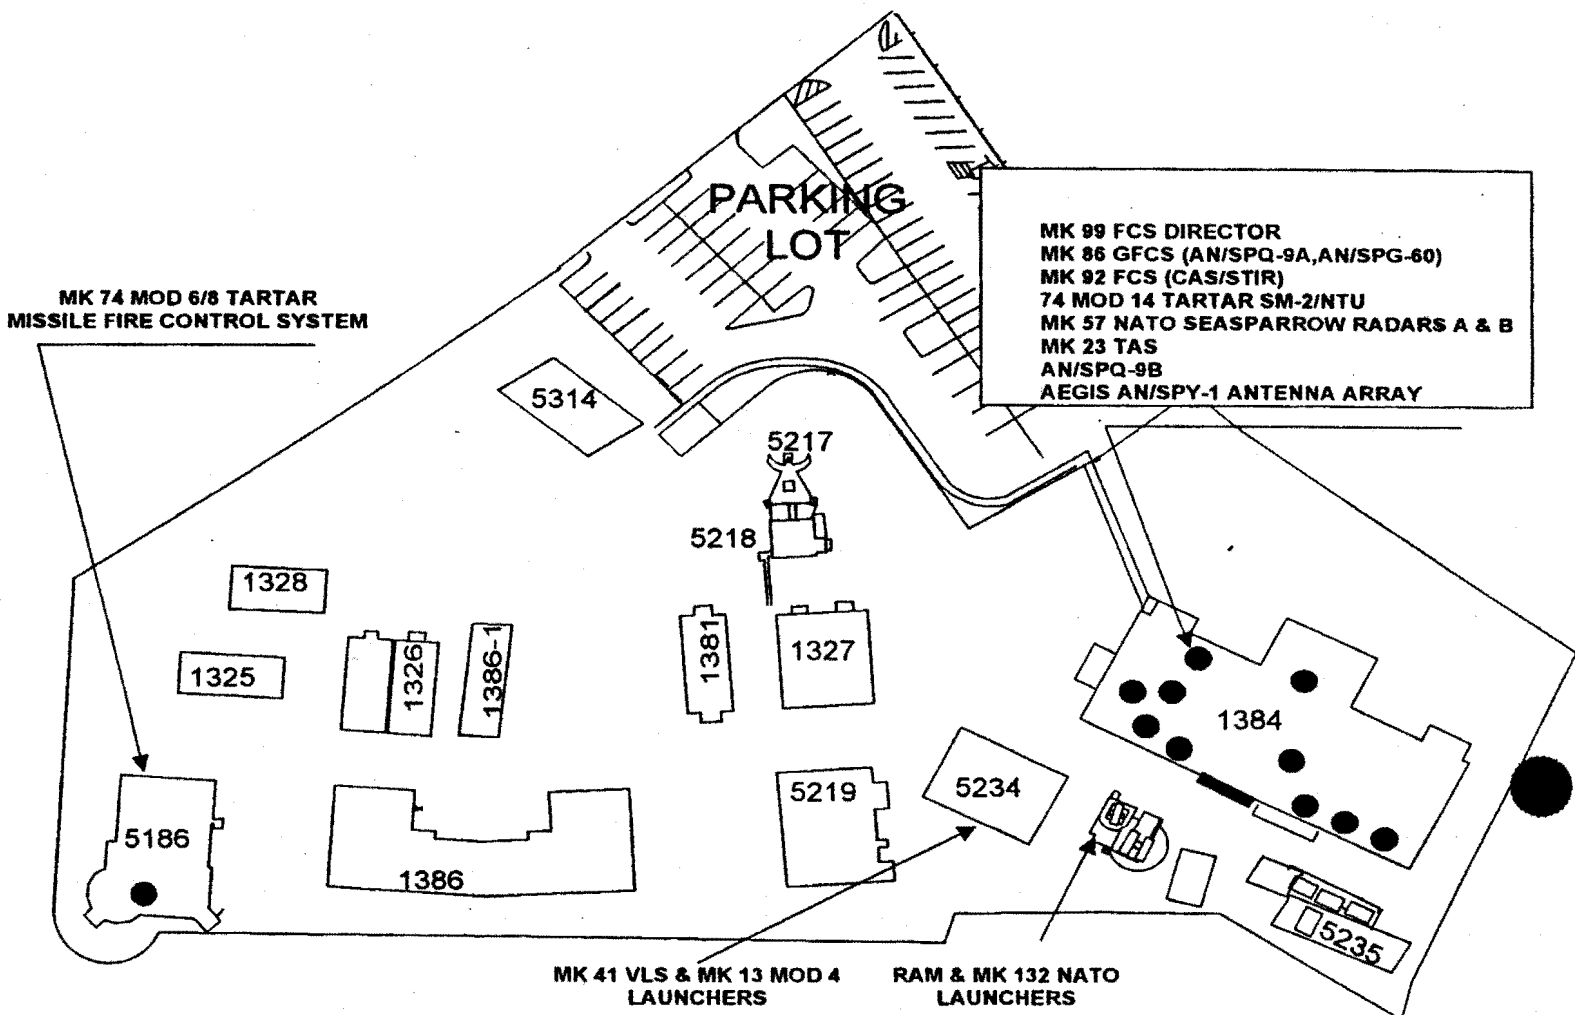 PARKING
LOT
MK 99 FCS DIRECTOR
MK 86 GFCS (AN/SPQ-9A,AN/SPG-60)
MK 92 FCS (CAS/STIR)
74 MOD 14 TARTAR SM-2/NTU
MK 57 NATO SEASPARROW RADARS A & B
MK 23 TAS
AN/SPQ-9B
AEGIS AN/SPY-1 ANTENNA ARRAY
MK 74 MOD 6/8 TARTAR
MISSILE FIRE CONTROL SYSTEM
5314
5217
5218
1328
1325
1326
1386-1
1381
1327
1384
5186
1386
5219
5234
5235
MK 41 VLS & MK 13 MOD 4
LAUNCHERS
RAM & MK 132 NATO
LAUNCHERS